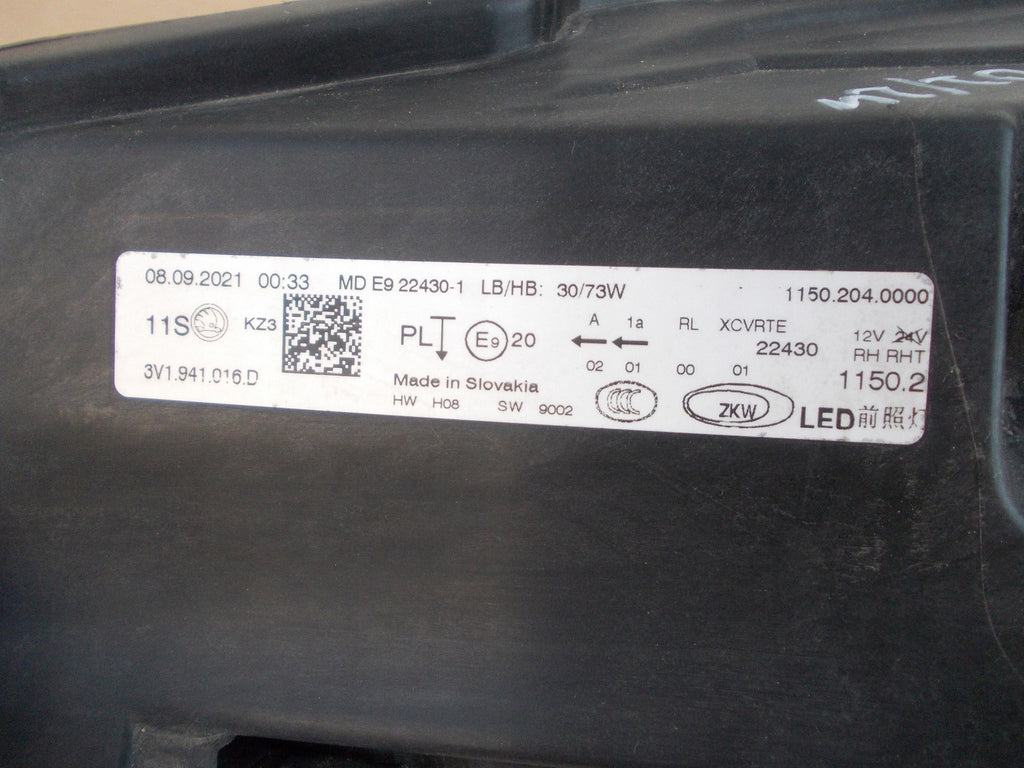 08.09.2021 00:33 MD E9 22430-1 LB/HB: 30/73W 1150.204.0000
11S KZ3 PL E9 20 A 1a RL XCVRTE 12V 24V
22430 RH RHT
3V1.941.016.D Made in Slovakia 02 01 00 01 1150.2
HW H08 SW 9002 CCC ZKW LED前照灯